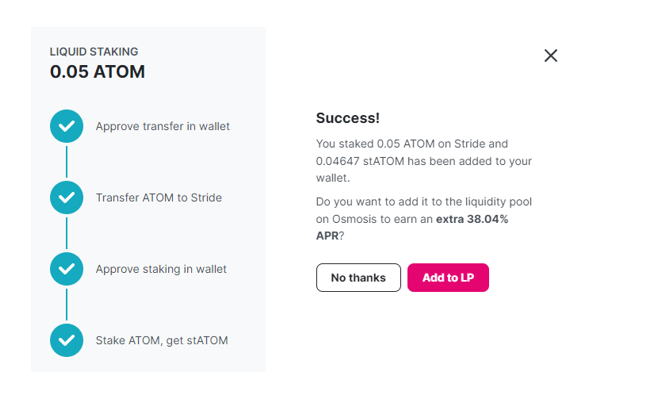 LIQUID STAKING
0.05 ATOM
Approve transfer in wallet
Transfer ATOM to Stride
Approve staking in wallet
Stake ATOM, get stATOM
Success!
You staked 0.05 ATOM on Stride and
0.04647 stATOM has been added to your
wallet.
Do you want to add it to the liquidity pool
on Osmosis to earn an extra 38.04%
APR?
No thanks
Add to LP